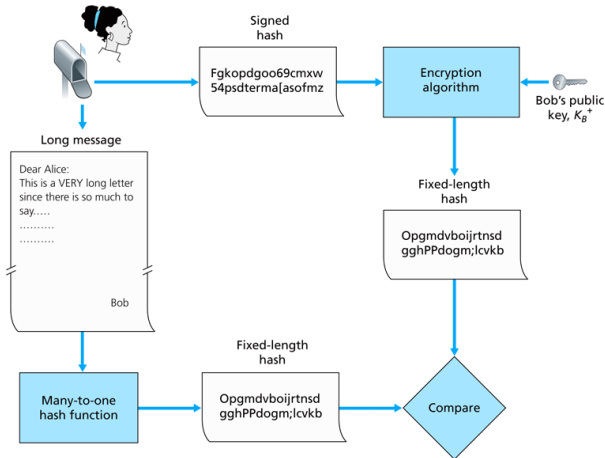 Signed
hash
Fgkopdgoo69cmxw
54psdterma[asofmz
Encryption
algorithm
Bob's public
key, K_B^+
Long message
Dear Alice:
This is a VERY long letter
since there is so much to
say.....
..........
..........
Bob
Fixed-length
hash
Opgmdvboijrtnsd
gghPPdogm;lcvkb
Many-to-one
hash function
Fixed-length
hash
Opgmdvboijrtnsd
gghPPdogm;lcvkb
Compare